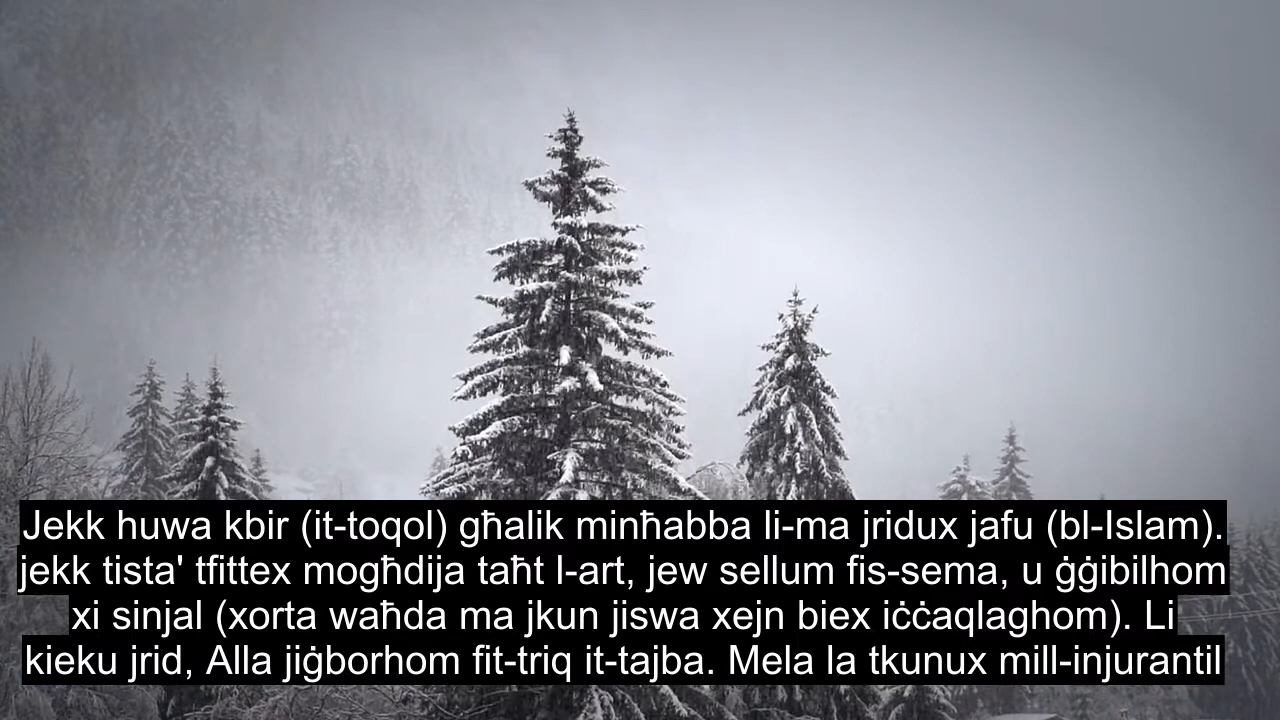 Jekk huwa kbir (it-toqol) għalik minħabba li-ma jridux jafu (bl-Islam).
jekk tista' tfittex mogħdija taħt l-art, jew sellum fis-sema, u ġġibilhom
xi sinjal (xorta waħda ma jkun jiswa xejn biex iċċaqlaghom). Li
kieku jrid, Alla jiġborhom fit-triq it-tajba. Mela la tkunux mill-injurantil